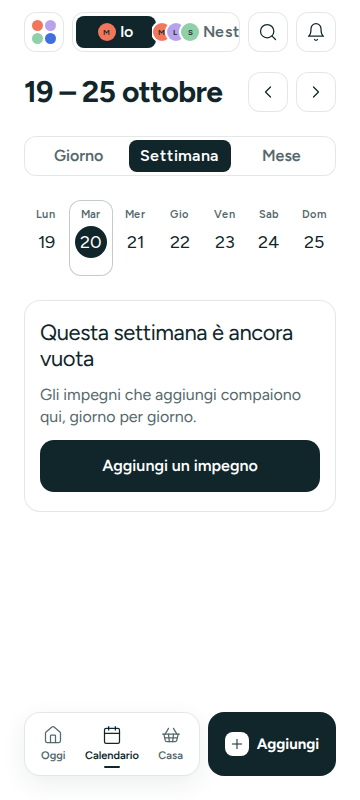 M Io M L S Nest
19 – 25 ottobre
Giorno Settimana Mese
Lun Mar Mer Gio Ven Sab Dom
19 20 21 22 23 24 25
Questa settimana è ancora
vuota
Gli impegni che aggiungi compaiono
qui, giorno per giorno.
Aggiungi un impegno
Oggi Calendario Casa
Aggiungi